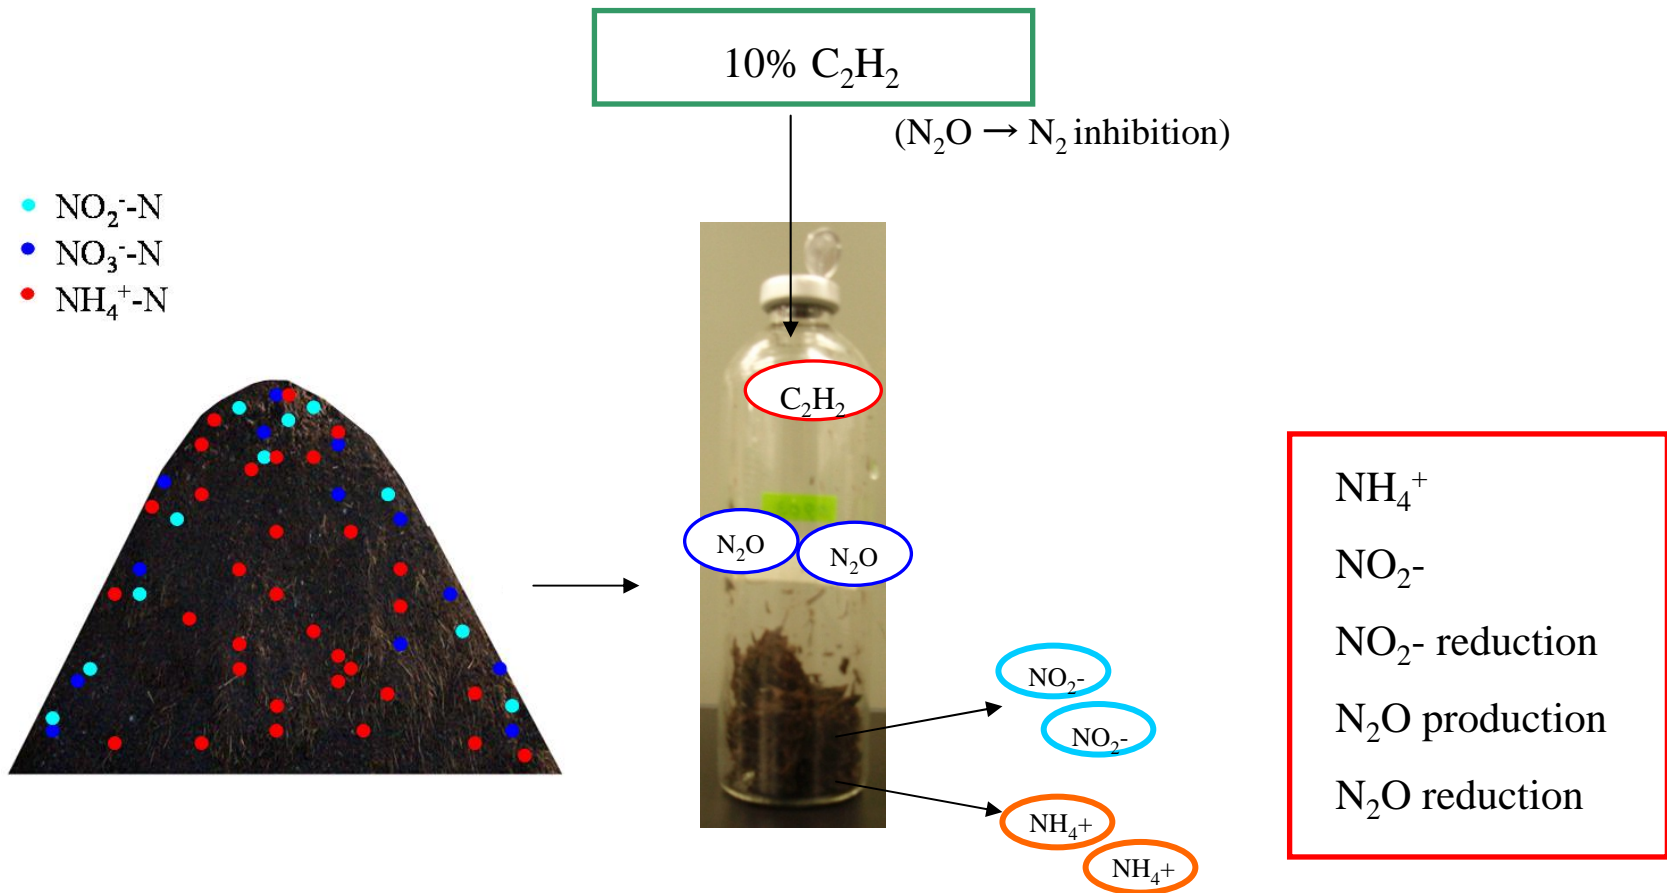 10% C₂H₂
(N₂O → N₂ inhibition)
NO₂⁻-N
NO₃⁻-N
NH₄⁺-N
C₂H₂
N₂O
N₂O
NO₂-
NO₂-
NH₄+
NH₄+
NH₄⁺
NO₂-
NO₂- reduction
N₂O production
N₂O reduction